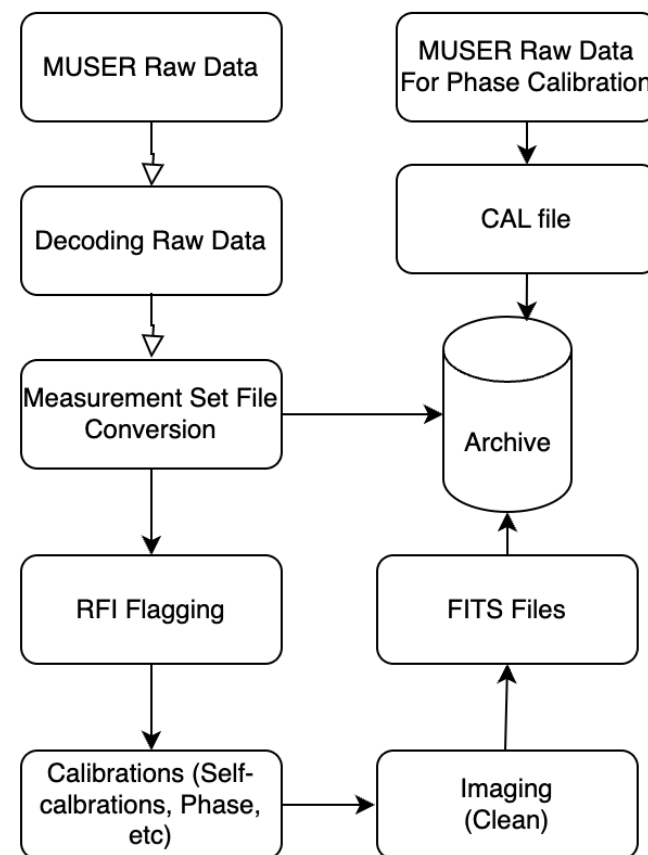 MUSER Raw Data
MUSER Raw Data
For Phase Calibration
Decoding Raw Data
CAL file
Measurement Set File
Conversion
Archive
RFI Flagging
FITS Files
Calibrations (Self-
calbrations, Phase,
etc)
Imaging
(Clean)